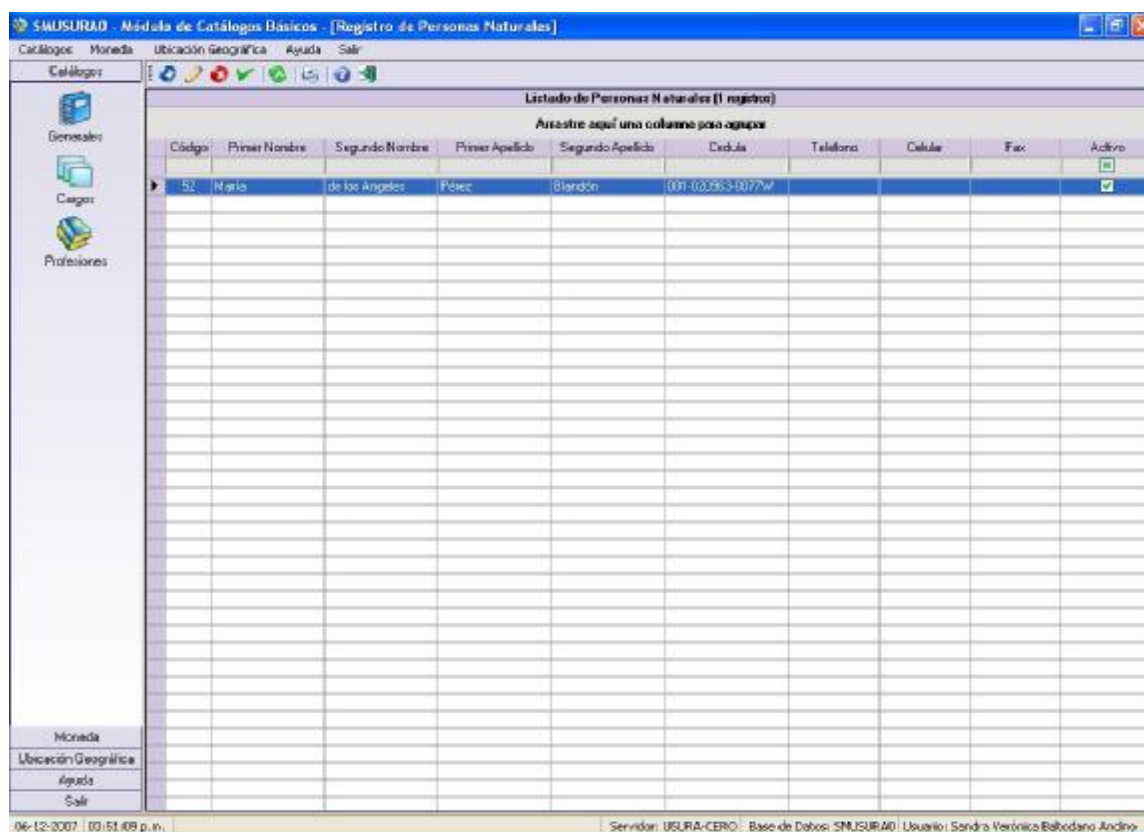 SMUSURA0 - Módulo de Catálogos Básicos - [Registro de Personas Naturales]
Catálogos Moneda Ubicación Geográfica Ayuda Salir
Catálogos
Generales
Cargos
Profesiones
Listado de Personas Naturales (1 registros)
Arrastre aquí una columna para agrupar
Código Primer Nombre Segundo Nombre Primer Apellido Segundo Apellido Cedula Telefono Celular Fax Activo
52 María de los Angeles Pérez Blandón 001-020963-0077W
Moneda
Ubicación Geográfica
Ayuda
Salir
06-12-2007 03:51:09 p.m. Servidor: USURA-CERO Base de Datos: SMUSURA0 Usuario: Sandra Verónica Baltodano Andino